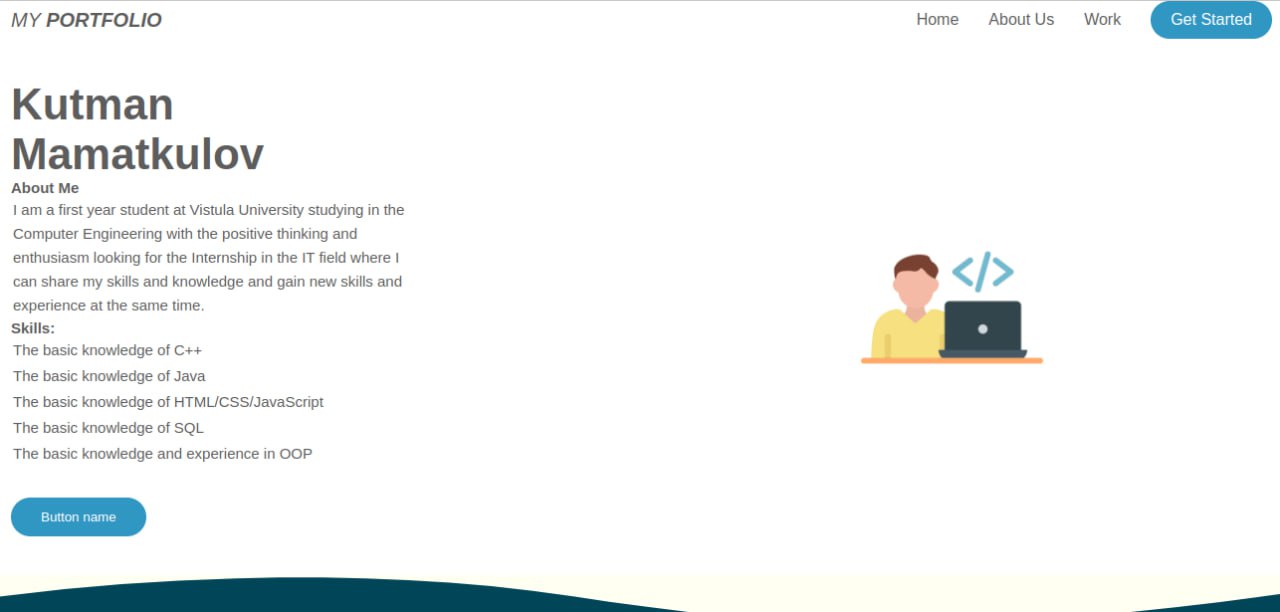 MY PORTFOLIO
Home
About Us
Work
Get Started
Kutman
Mamatkulov
About Me
I am a first year student at Vistula University studying in the
Computer Engineering with the positive thinking and
enthusiasm looking for the Internship in the IT field where I
can share my skills and knowledge and gain new skills and
experience at the same time.
Skills:
The basic knowledge of C++
The basic knowledge of Java
The basic knowledge of HTML/CSS/JavaScript
The basic knowledge of SQL
The basic knowledge and experience in OOP
Button name
</>